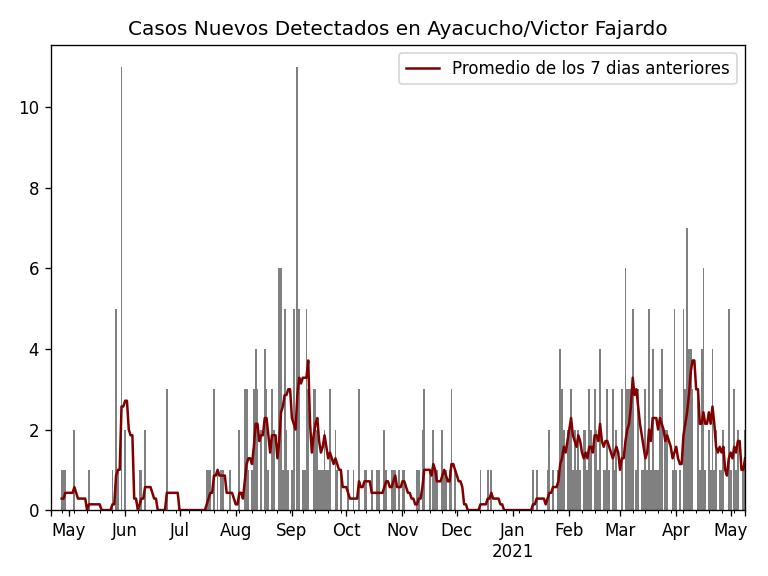 Casos Nuevos Detectados en Ayacucho/Victor Fajardo
Promedio de los 7 dias anteriores
10
8
6
4
2
0
May Jun Jul Aug Sep Oct Nov Dec Jan Feb Mar Apr May
2021